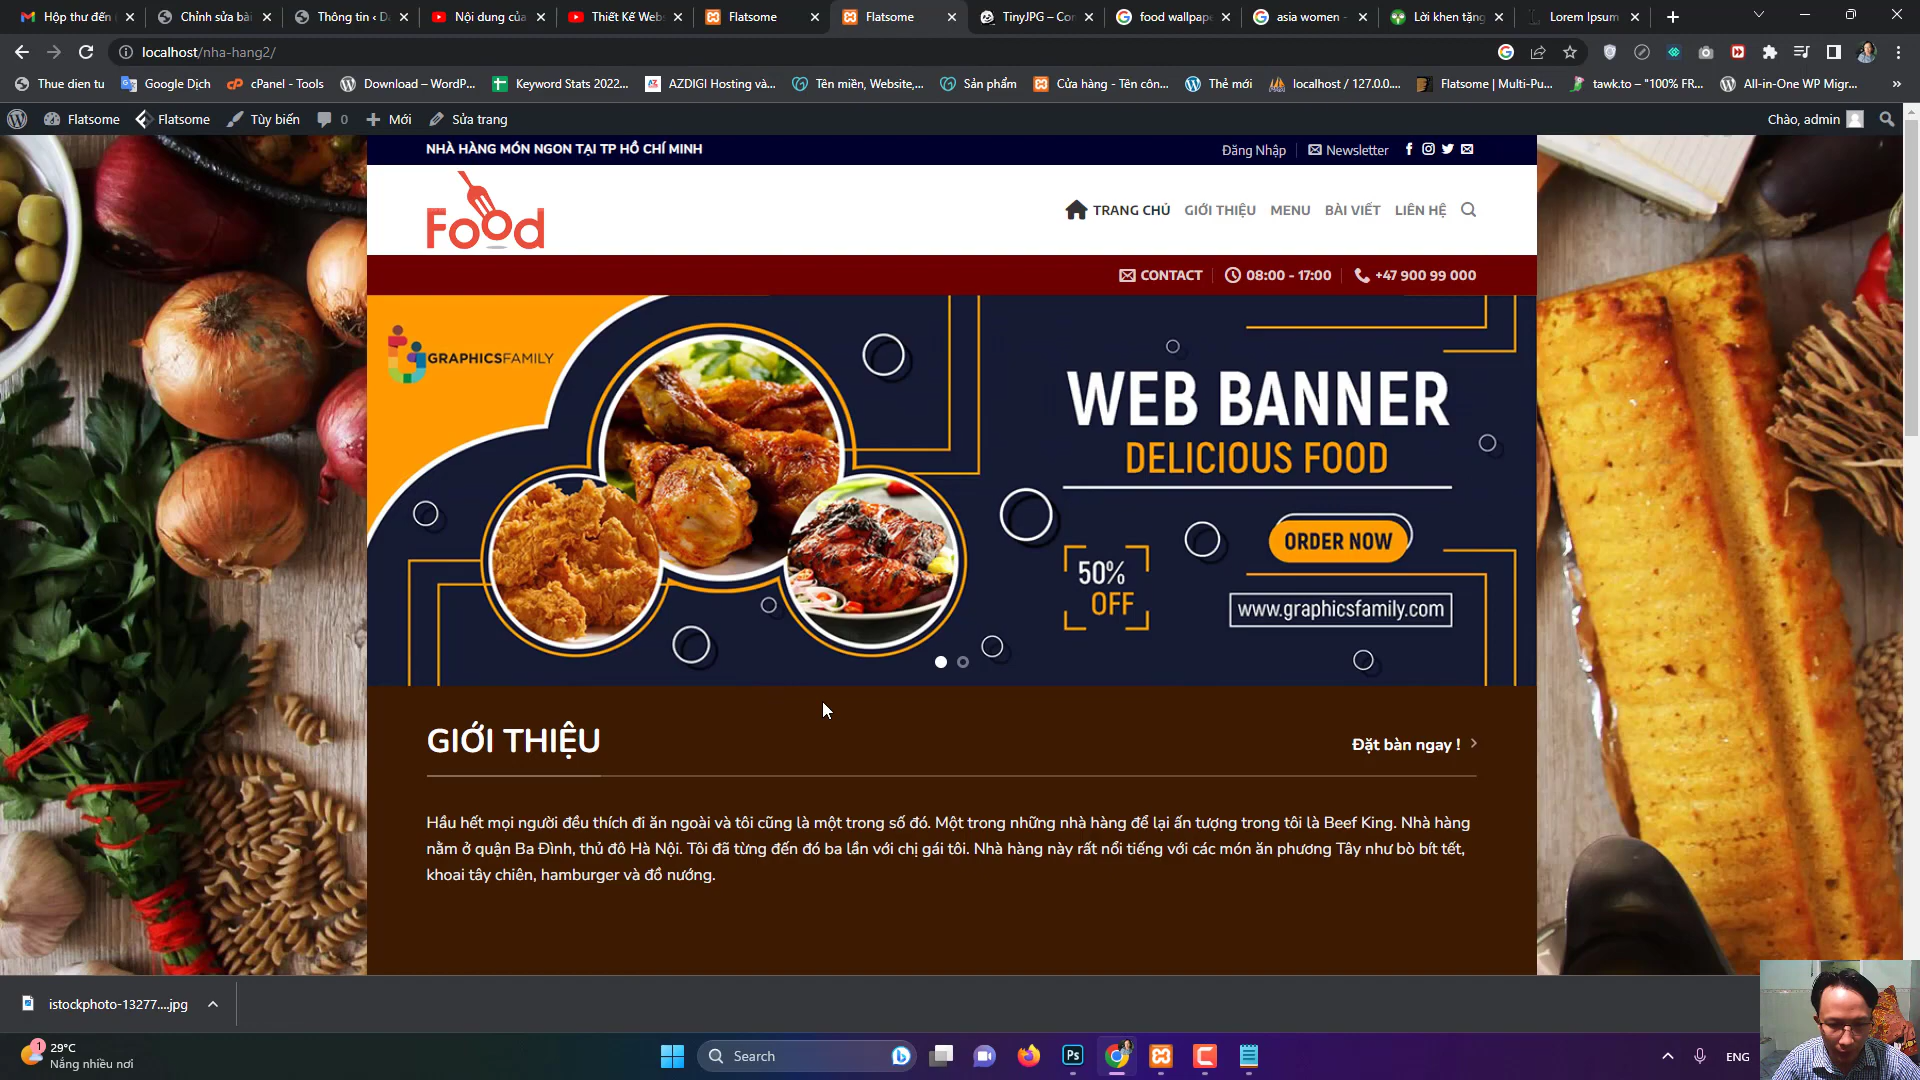 Hộp thư đến
Chỉnh sửa bài
Thông tin ‹ D
Nội dung của
Thiết Kế Web
Flatsome
Flatsome
TinyJPG – Co
food wallpape
asia women -
Lời khen tặng
Lorem Ipsum
localhost/nha-hang2/
Thue dien tu
Google Dịch
cPanel - Tools
Download – WordP...
Keyword Stats 2022...
AZDIGI Hosting và...
Tên miền, Website,...
Sản phẩm
Cửa hàng - Tên côn...
Thẻ mới
localhost / 127.0.0....
Flatsome | Multi-Pu...
tawk.to – "100% FR...
All-in-One WP Migr...
»
Flatsome
Flatsome
Tùy biến
0
Mới
Sửa trang
Chào, admin
NHÀ HÀNG MÓN NGON TẠI TP HỒ CHÍ MINH
Đăng Nhập
Newsletter
Food
TRANG CHỦ
GIỚI THIỆU
MENU
BÀI VIẾT
LIÊN HỆ
CONTACT
08:00 - 17:00
+47 900 99 000
GRAPHICSFAMILY
WEB BANNER
DELICIOUS FOOD
ORDER NOW
50%
OFF
www.graphicsfamily.com
GIỚI THIỆU
Đặt bàn ngay !
Hầu hết mọi người đều thích đi ăn ngoài và tôi cũng là một trong số đó. Một trong những nhà hàng để lại ấn tượng trong tôi là Beef King. Nhà hàng
nằm ở quận Ba Đình, thủ đô Hà Nội. Tôi đã từng đến đó ba lần với chị gái tôi. Nhà hàng này rất nổi tiếng với các món ăn phương Tây như bò bít tết,
khoai tây chiên, hamburger và đồ nướng.
istockphoto-13277....jpg
1
29°C
Nắng nhiều nơi
Search
Ps
ENG